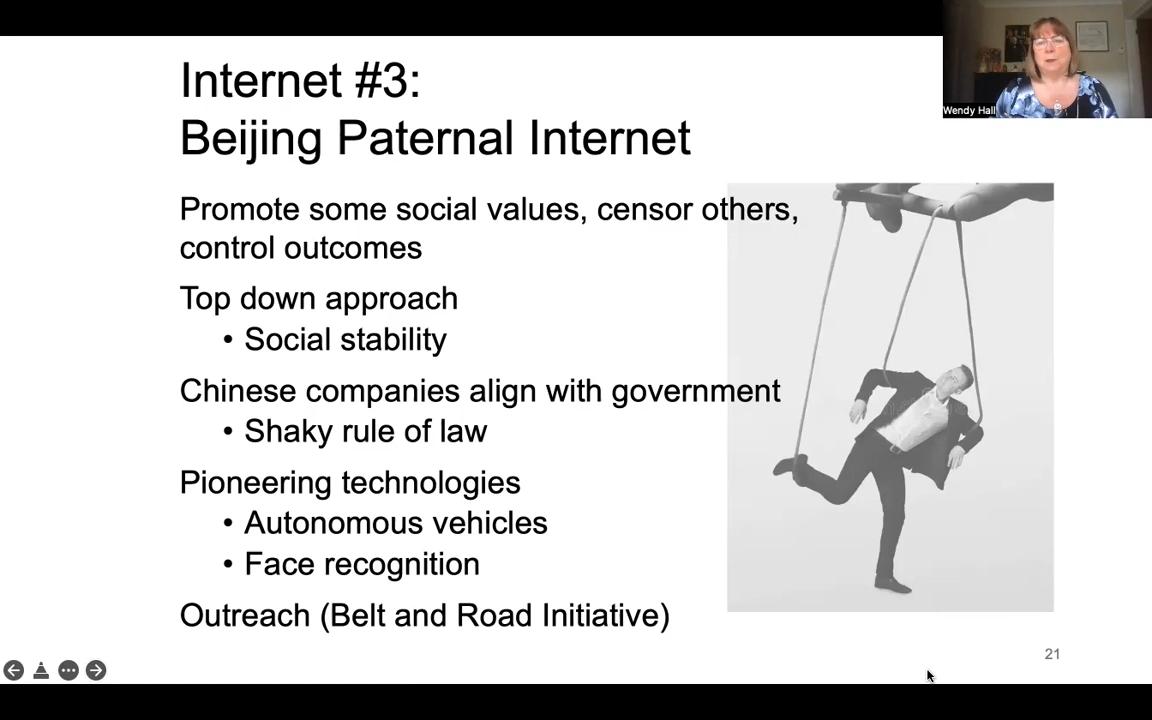 Internet #3:
Beijing Paternal Internet
Promote some social values, censor others,
control outcomes
Top down approach
• Social stability
Chinese companies align with government
• Shaky rule of law
Pioneering technologies
• Autonomous vehicles
• Face recognition
Outreach (Belt and Road Initiative)
21
Wendy Hall